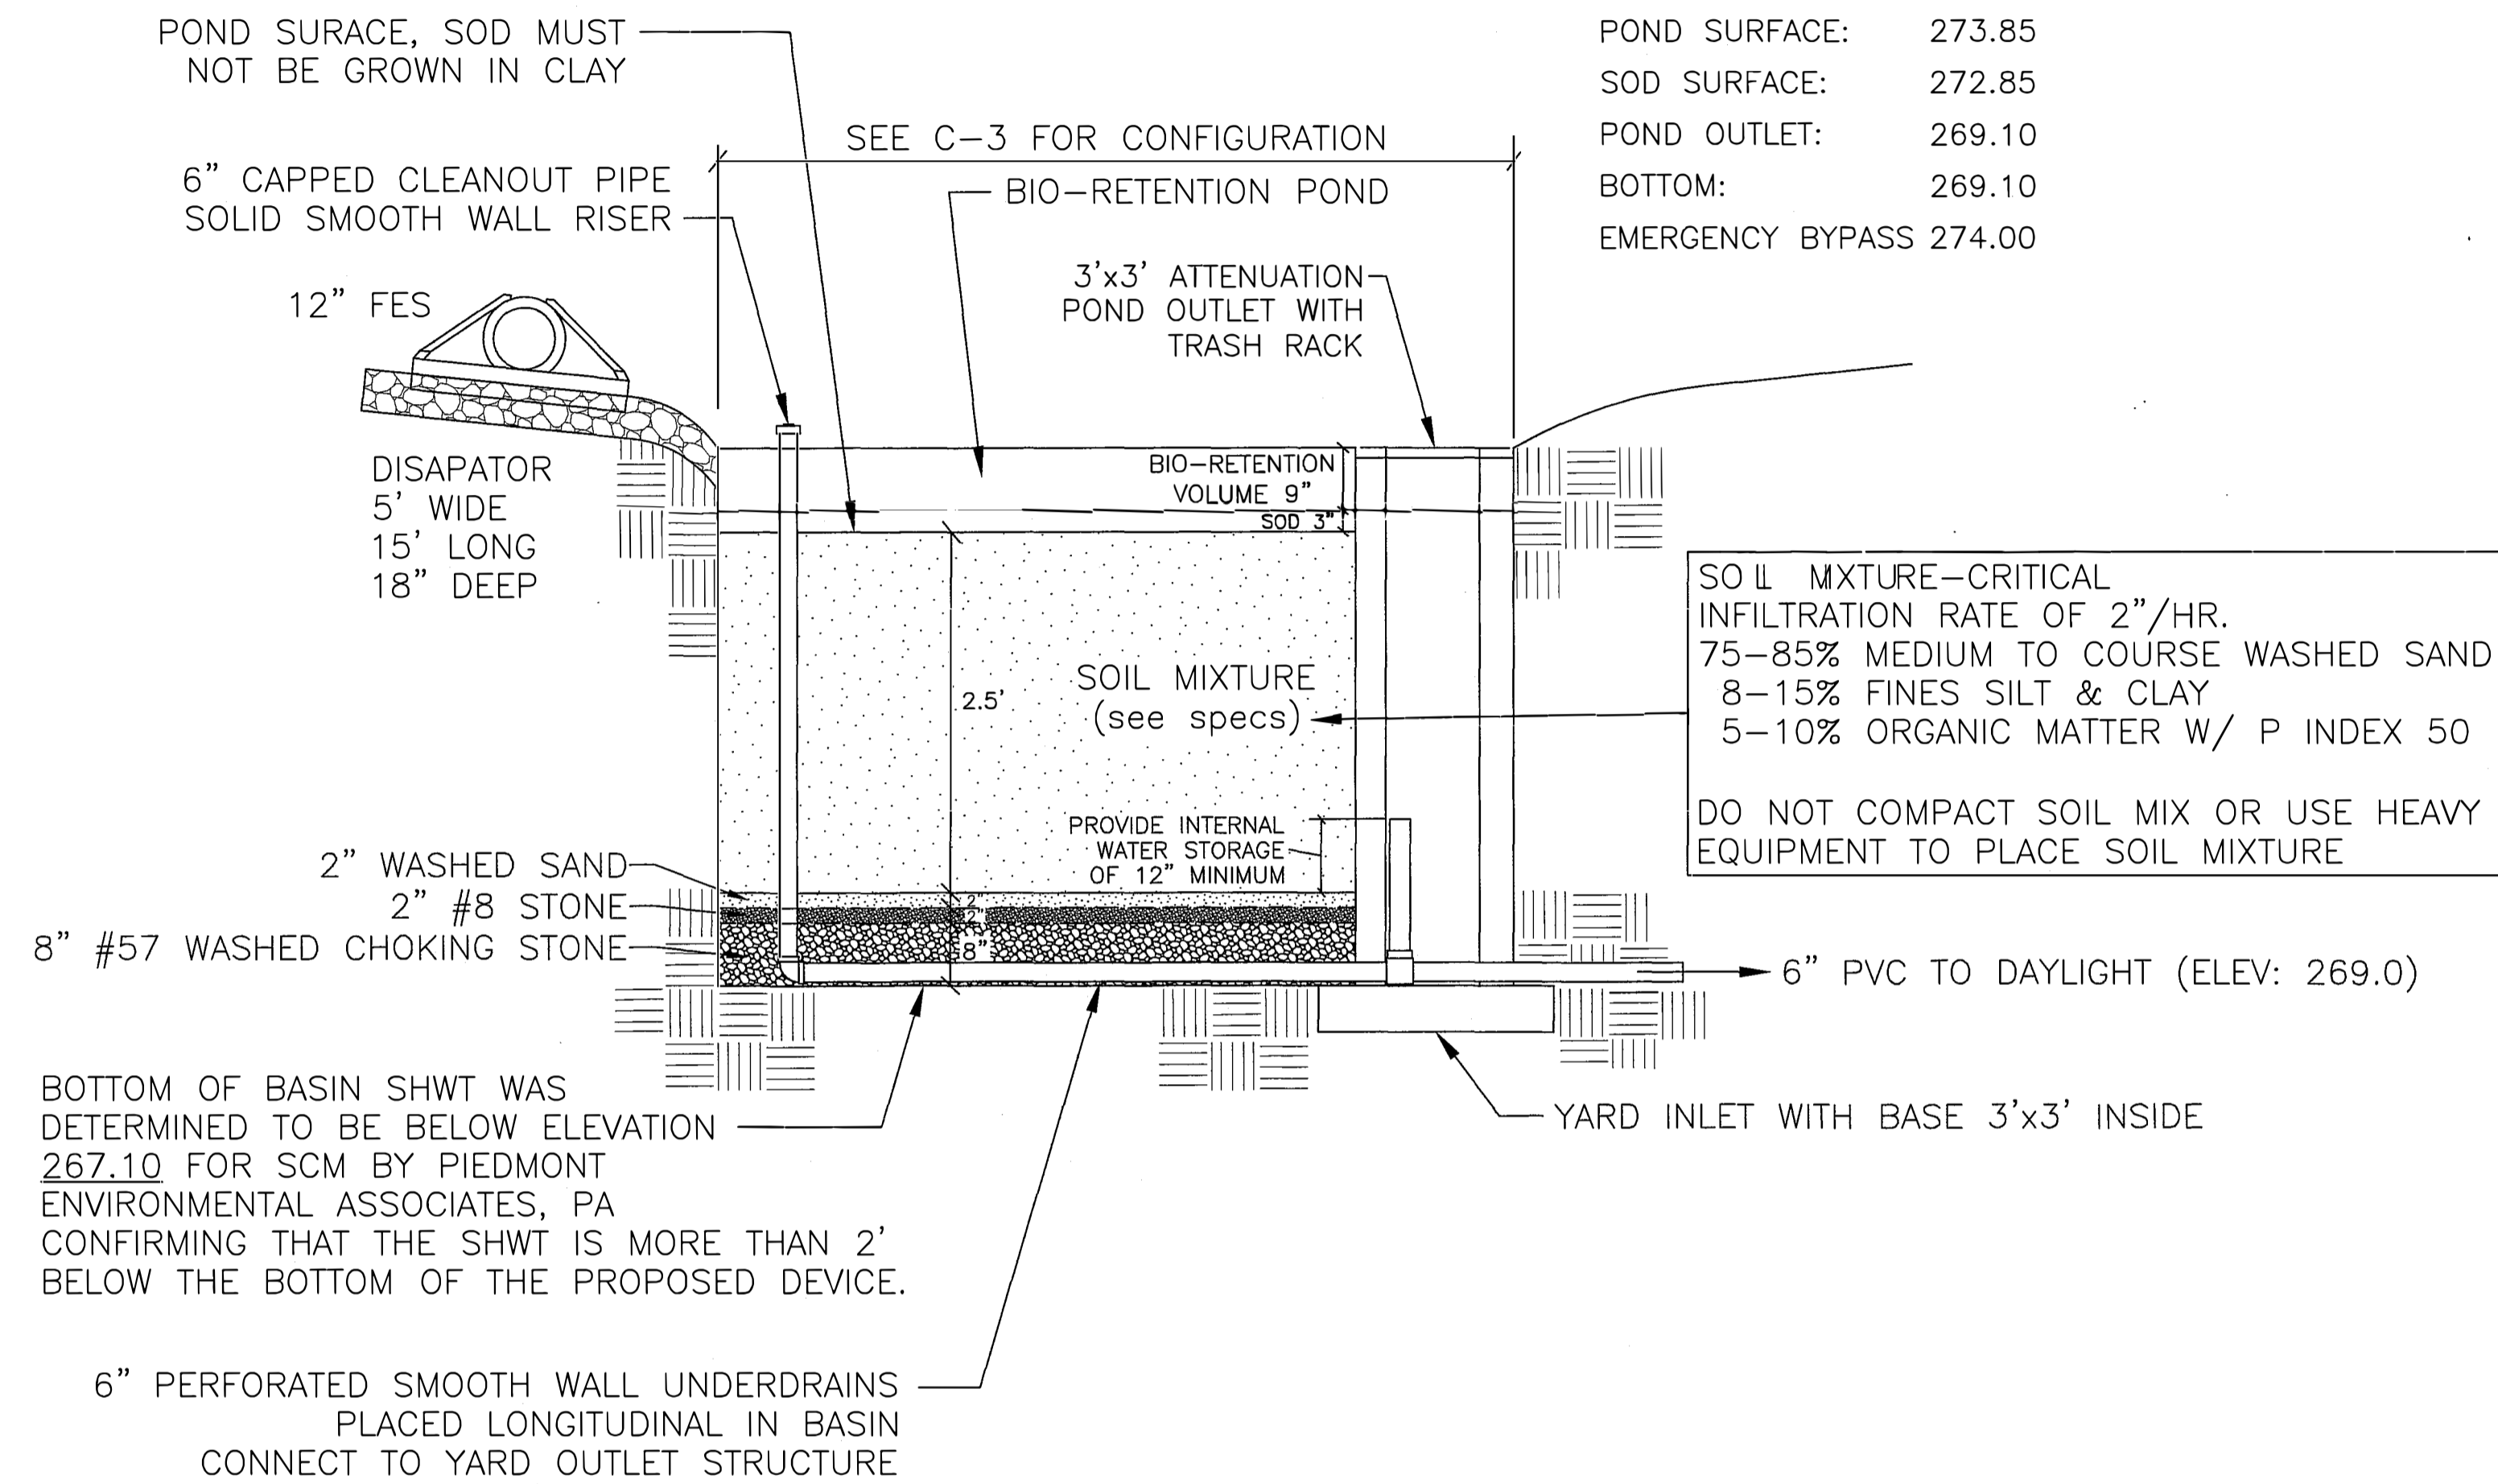 POND SURACE, SOD MUST
NOT BE GROWN IN CLAY
6" CAPPED CLEANOUT PIPE
SOLID SMOOTH WALL RISER
12" FES
DISAPATOR
5' WIDE
15' LONG
18" DEEP
SEE C-3 FOR CONFIGURATION
BIO-RETENTION POND
3'x3' ATTENUATION
POND OUTLET WITH
TRASH RACK
POND SURFACE: 273.85
SOD SURFACE: 272.85
POND OUTLET: 269.10
BOTTOM: 269.10
EMERGENCY BYPASS 274.00
BIO-RETENTION
VOLUME 9"
SOD 3"
2.5'
SOIL MIXTURE
(see specs)
SOIL MIXTURE-CRITICAL
INFILTRATION RATE OF 2"/HR.
75-85% MEDIUM TO COURSE WASHED SAND
8-15% FINES SILT & CLAY
5-10% ORGANIC MATTER W/ P INDEX 50
DO NOT COMPACT SOIL MIX OR USE HEAVY
EQUIPMENT TO PLACE SOIL MIXTURE
PROVIDE INTERNAL
WATER STORAGE
OF 12" MINIMUM
2" WASHED SAND
2" #8 STONE
8" #57 WASHED CHOKING STONE
2"
2"
8"
6" PVC TO DAYLIGHT (ELEV: 269.0)
YARD INLET WITH BASE 3'x3' INSIDE
BOTTOM OF BASIN SHWT WAS
DETERMINED TO BE BELOW ELEVATION
267.10 FOR SCM BY PIEDMONT
ENVIRONMENTAL ASSOCIATES, PA
CONFIRMING THAT THE SHWT IS MORE THAN 2'
BELOW THE BOTTOM OF THE PROPOSED DEVICE.
6" PERFORATED SMOOTH WALL UNDERDRAINS
PLACED LONGITUDINAL IN BASIN
CONNECT TO YARD OUTLET STRUCTURE